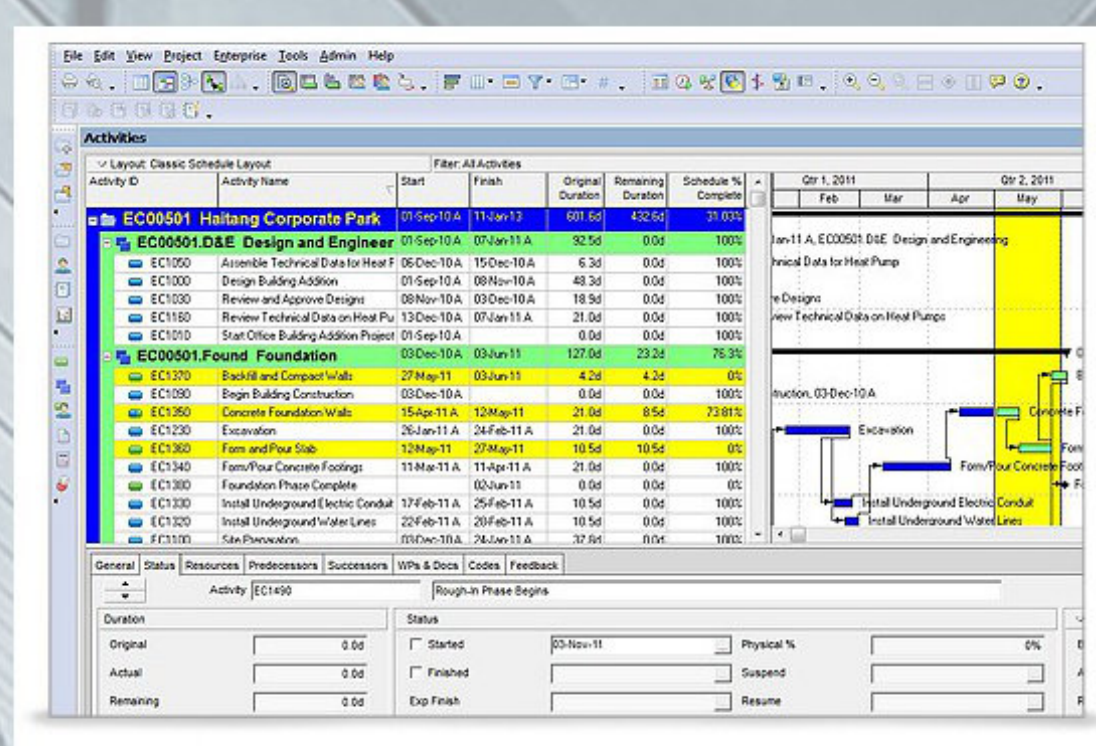 File Edit View Project Enterprise Tools Admin Help
Activities
Layout: Classic Schedule Layout Filter: All Activities
Activity ID Activity Name Start Finish Original Duration Remaining Duration Schedule % Complete Qtr 1, 2011 Qtr 2, 2011
Feb Mar Apr May
EC00501 Haitang Corporate Park 01-Sep-10 A 11-Jan-13 601.6d 432.6d 31.03%
EC00501.D&E Design and Engineer 01-Sep-10 A 07-Jan-11 A 92.5d 0.0d 100% Jan-11 A, EC00501.D&E Design and Engineering
EC1050 Assemble Technical Data for Heat P 06-Dec-10 A 15-Dec-10 A 6.3d 0.0d 100% hnical Data for Heat Pump
EC1000 Design Building Addition 01-Sep-10 A 08-Nov-10 A 48.3d 0.0d 100%
EC1030 Review and Approve Designs 08-Nov-10 A 03-Dec-10 A 18.9d 0.0d 100% e Designs
EC1160 Review Technical Data on Heat Pu 13-Dec-10 A 07-Jan-11 A 21.0d 0.0d 100% view Technical Data on Heat Pumps
EC1010 Start Office Building Addition Project 01-Sep-10 A 0.0d 0.0d 100%
EC00501.Found Foundation 03-Dec-10 A 03-Jun-11 127.0d 23.2d 76.3%
EC1370 Backfill and Compact Walls 27-May-11 03-Jun-11 4.2d 4.2d 0%
EC1090 Begin Building Construction 03-Dec-10 A 0.0d 0.0d 100% truction, 03-Dec-10 A
EC1350 Concrete Foundation Walls 15-Apr-11 A 12-May-11 21.0d 8.5d 73.81% Concrete F
EC1230 Excavation 26-Jan-11 A 24-Feb-11 A 21.0d 0.0d 100% Excavation
EC1360 Form and Pour Slab 12-May-11 27-May-11 10.5d 10.5d 0% Form
EC1340 Form/Pour Concrete Footings 11-Mar-11 A 11-Apr-11 A 21.0d 0.0d 100% Form/Pour Concrete Foot
EC1380 Foundation Phase Complete 02-Jun-11 0.0d 0.0d 0%
EC1330 Install Underground Electric Conduit 17-Feb-11 A 25-Feb-11 A 10.5d 0.0d 100% Install Underground Electric Conduit
EC1320 Install Underground Water Lines 22-Feb-11 A 28-Feb-11 A 10.5d 0.0d 100% Install Underground Water Lines
EC1100 Site Preparation 03-Dec-10 A 24-Jan-11 A 37.8d 0.0d 100%
General Status Resources Predecessors Successors WPs & Docs Codes Feedback
Activity EC1490 Rough-In Phase Begins
Duration Status
Original 0.0d Started 03-Nov-11 Physical % 0%
Actual 0.0d Finished Suspend
Remaining 0.0d Exp Finish Resume